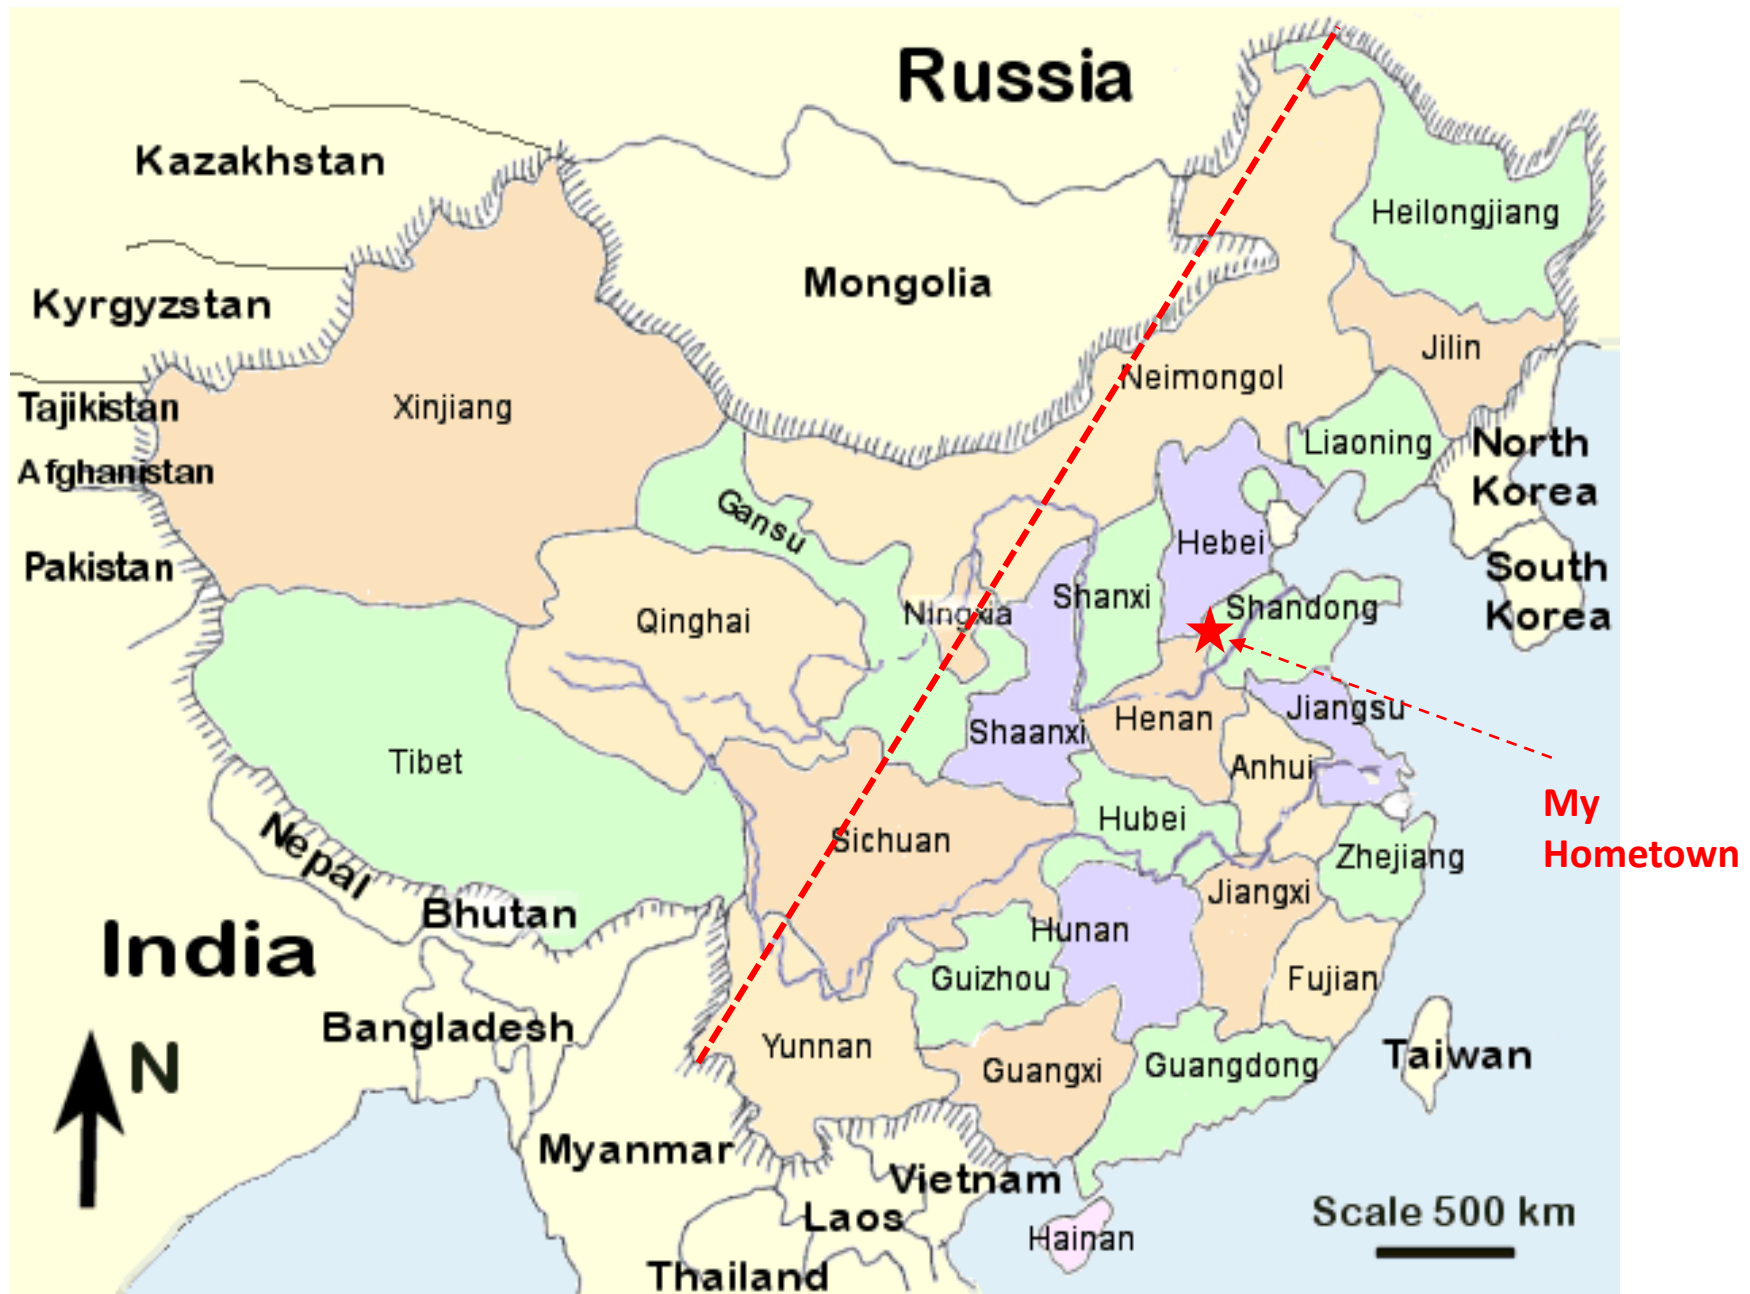 Russia
Kazakhstan
Heilongjiang
Mongolia
Kyrgyzstan
Jilin
Neimongol
Tajikistan
Xinjiang
Liaoning
North
Korea
Afghanistan
Gansu
Hebei
Pakistan
South
Korea
Shanxi
Shandong
Ningxia
Qinghai
Jiangsu
Henan
Shaanxi
Tibet
Anhui
My
Hometown
Hubei
Sichuan
Nepal
Zhejiang
Jiangxi
Bhutan
Hunan
India
Guizhou
Fujian
Bangladesh
Yunnan
Taiwan
N
Guangxi
Guangdong
Myanmar
Vietnam
Laos
Scale 500 km
Hainan
Thailand